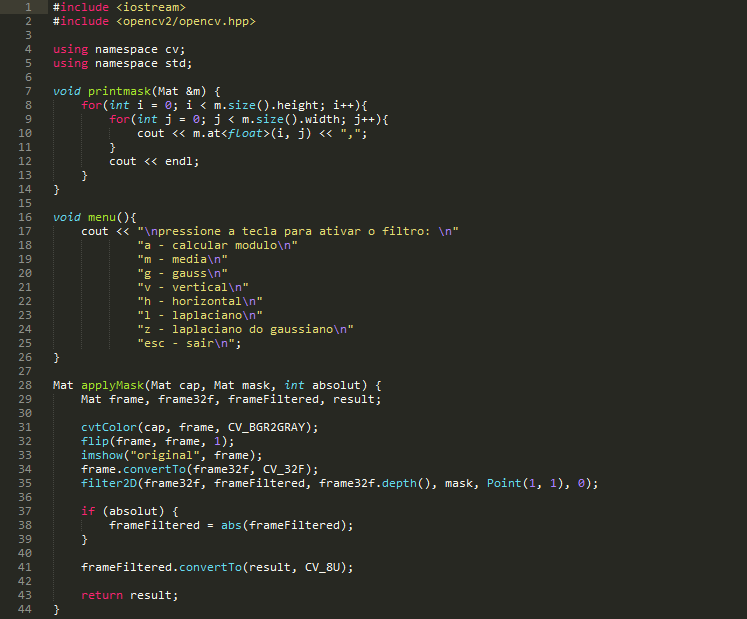 1 #include <iostream>
2 #include <opencv2/opencv.hpp>
3
4 using namespace cv;
5 using namespace std;
6
7 void printmask(Mat &m) {
8     for(int i = 0; i < m.size().height; i++){
9         for(int j = 0; j < m.size().width; j++){
10             cout << m.at<float>(i, j) << ",";
11         }
12         cout << endl;
13     }
14 }
15
16 void menu(){
17     cout << "\npressione a tecla para ativar o filtro: \n"
18             "a - calcular modulo\n"
19             "m - media\n"
20             "g - gauss\n"
21             "v - vertical\n"
22             "h - horizontal\n"
23             "l - laplaciano\n"
24             "z - laplaciano do gaussiano\n"
25             "esc - sair\n";
26 }
27
28 Mat applyMask(Mat cap, Mat mask, int absolut) {
29     Mat frame, frame32f, frameFiltered, result;
30
31     cvtColor(cap, frame, CV_BGR2GRAY);
32     flip(frame, frame, 1);
33     imshow("original", frame);
34     frame.convertTo(frame32f, CV_32F);
35     filter2D(frame32f, frameFiltered, frame32f.depth(), mask, Point(1, 1), 0);
36
37     if (absolut) {
38         frameFiltered = abs(frameFiltered);
39     }
40
41     frameFiltered.convertTo(result, CV_8U);
42
43     return result;
44 }